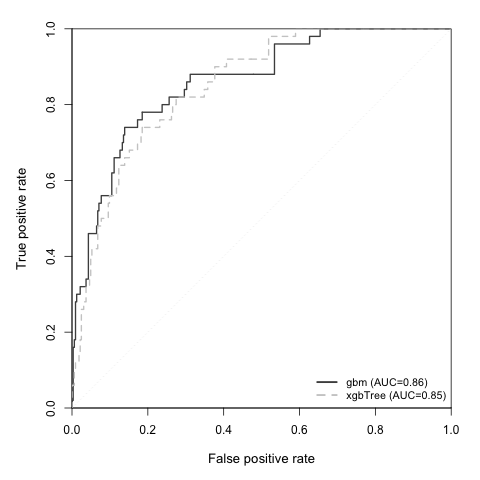 True positive rate
1.0
0.8
0.6
0.4
0.2
0.0
gbm (AUC=0.86)
xgbTree (AUC=0.85)
0.0 0.2 0.4 0.6 0.8 1.0
False positive rate